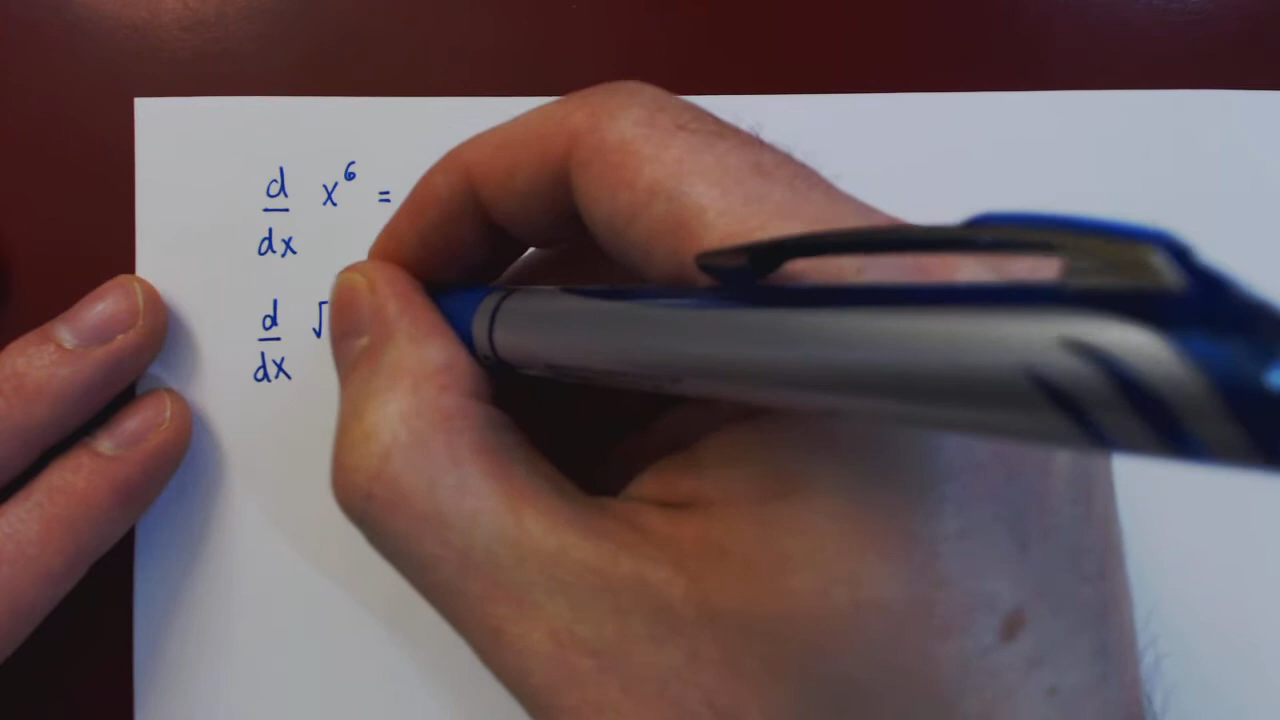 d/dx x⁶ =
d/dx √